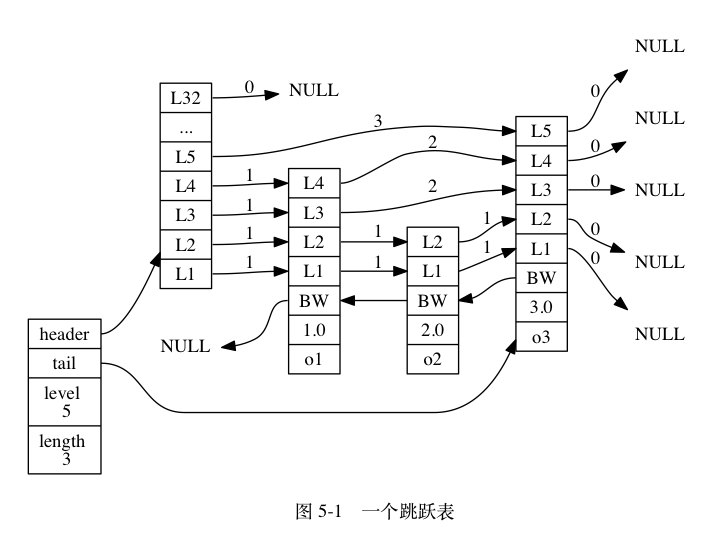 NULL
L32
0
NULL
...
L5
3
L4
1
L3
1
L2
1
L1
1
L4
2
L3
2
L2
1
L1
1
BW
1.0
o1
NULL
L2
1
L1
1
BW
2.0
o2
L5
0
L4
0
NULL
L3
0
NULL
L2
0
NULL
L1
0
NULL
BW
3.0
o3
header
tail
level
5
length
3
图 5-1 一个跳跃表